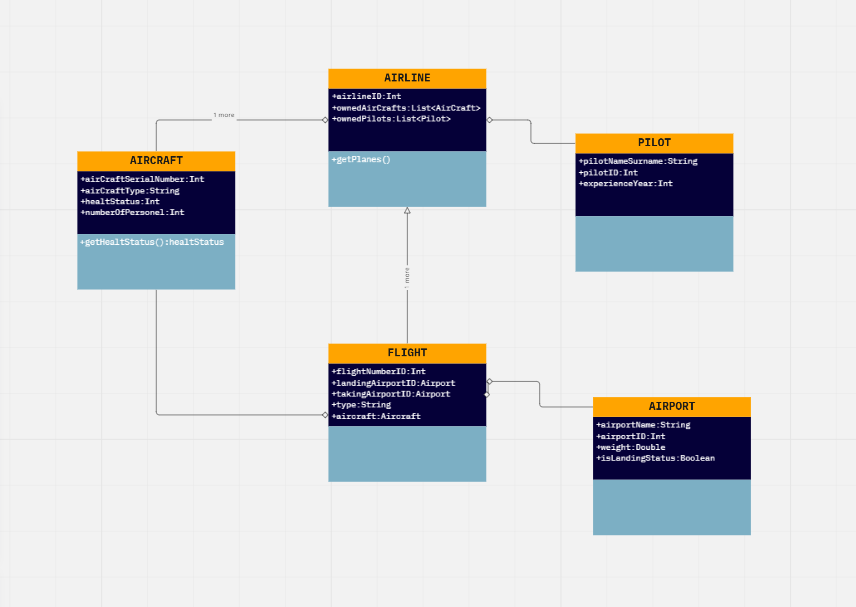 AIRLINE
+airlineID:Int
+ownedAirCrafts:List<AirCraft>
+ownedPilots:List<Pilot>
+getPlanes()
1 more
PILOT
+pilotNameSurname:String
+pilotID:Int
+experienceYear:Int
AIRCRAFT
+airCraftSerialNumber:Int
+airCraftType:String
+healtStatus:Int
+numberOfPersonel:Int
+getHealtStatus():healtStatus
1 more
FLIGHT
+flightNumberID:Int
+landingAirportID:Airport
+takingAirportID:Airport
+type:String
+aircraft:Aircraft
AIRPORT
+airportName:String
+airportID:Int
+weight:Double
+isLandingStatus:Boolean